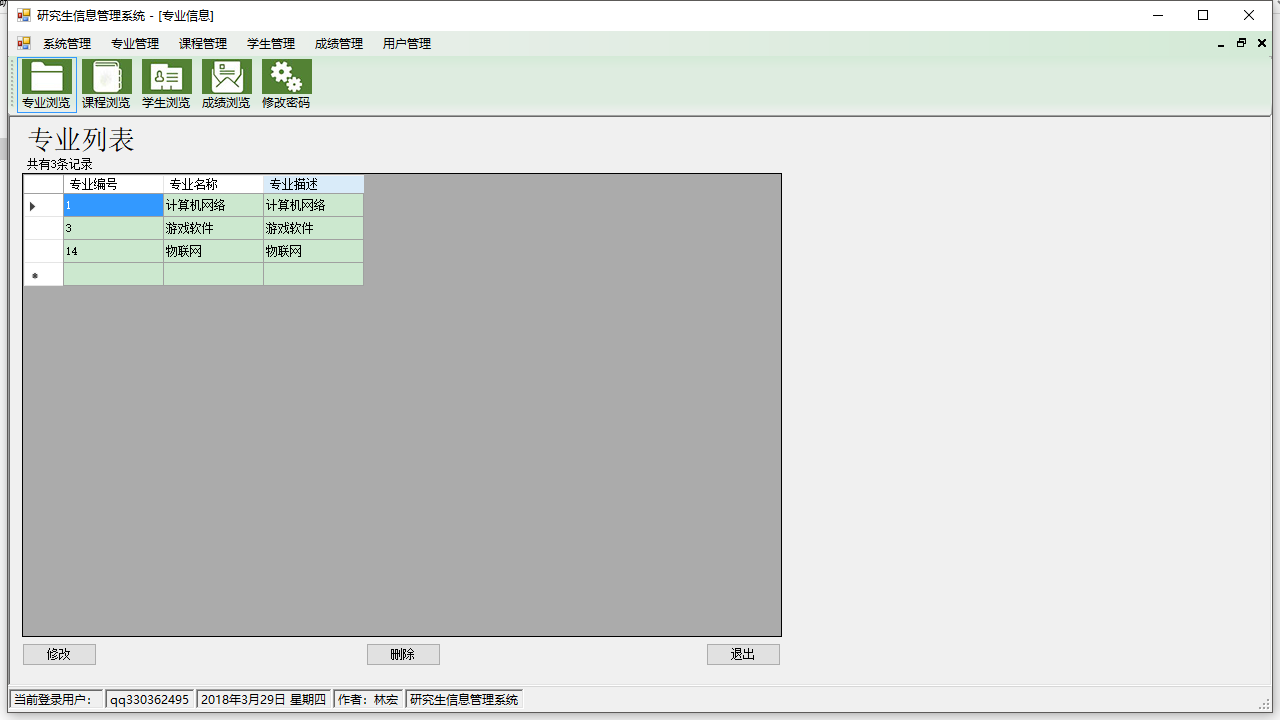 研究生信息管理系统 - [专业信息]
系统管理 专业管理 课程管理 学生管理 成绩管理 用户管理
专业浏览 课程浏览 学生浏览 成绩浏览 修改密码
专业列表
共有3条记录
专业编号 专业名称 专业描述
1 计算机网络 计算机网络
3 游戏软件 游戏软件
14 物联网 物联网
修改 删除 退出
当前登录用户： qq330362495 2018年3月29日 星期四 作者：林宏 研究生信息管理系统